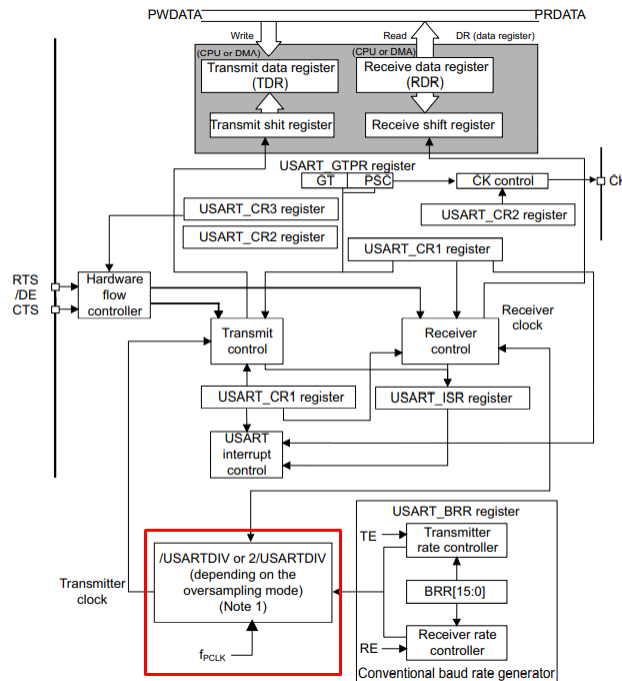 PWDATA
PRDATA
Write
Read
DR (data register)
(CPU or DMA)
(CPU or DMA)
Transmit data register
(TDR)
Receive data register
(RDR)
Transmit shit register
Receive shift register
USART_GTPR register
GT
PSC
CK control
USART_CR3 register
USART_CR2 register
USART_CR2 register
USART_CR1 register
RTS
/DE
CTS
Hardware
flow
controller
Transmit
control
Receiver
control
Receiver
clock
USART_CR1 register
USART_ISR register
USART
interrupt
control
USART_BRR register
/USARTDIV or 2/USARTDIV
(depending on the
oversampling mode)
(Note 1)
Transmitter
clock
fPCLK
TE
Transmitter
rate controller
BRR[15:0]
RE
Receiver rate
controller
Conventional baud rate generator